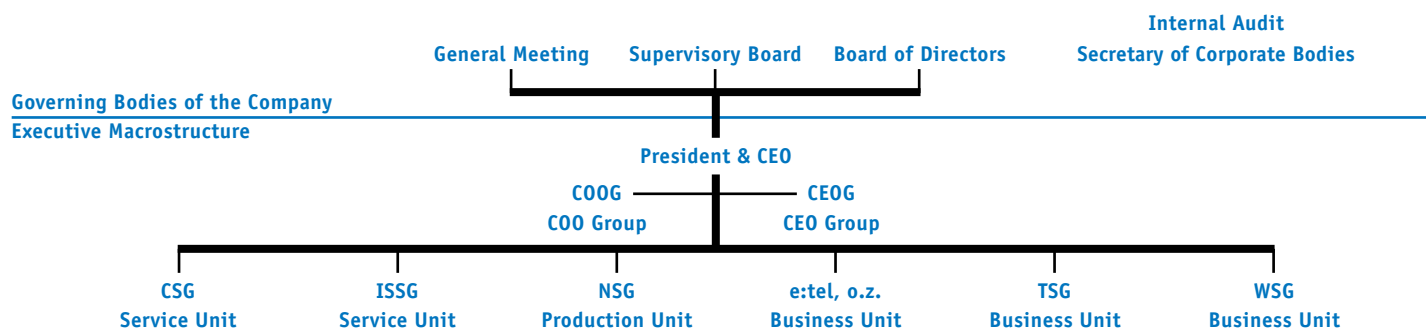 Internal Audit
General Meeting Supervisory Board Board of Directors Secretary of Corporate Bodies
Governing Bodies of the Company
Executive Macrostructure
President & CEO
COOG CEOG
COO Group CEO Group
CSG ISSG NSG e:tel, o.z. TSG WSG
Service Unit Service Unit Production Unit Business Unit Business Unit Business Unit